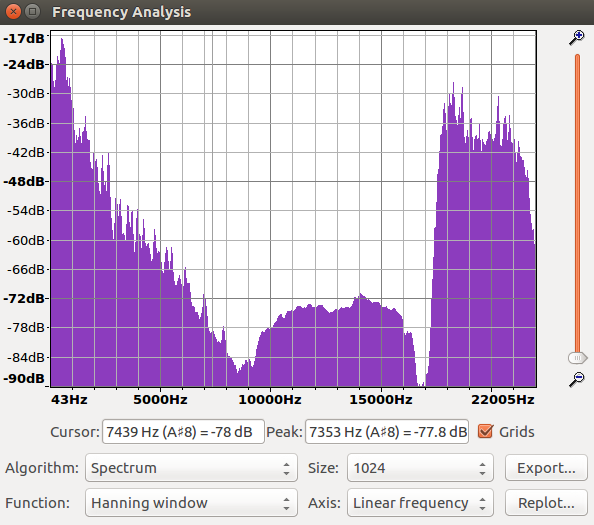 Frequency Analysis
-17dB
-24dB
-30dB
-36dB
-42dB
-48dB
-54dB
-60dB
-66dB
-72dB
-78dB
-84dB
-90dB
43Hz 5000Hz 10000Hz 15000Hz 22005Hz
Cursor: 7439 Hz (A♯8) = -78 dB Peak: 7353 Hz (A♯8) = -77.8 dB Grids
Algorithm: Spectrum Size: 1024 Export...
Function: Hanning window Axis: Linear frequency Replot...